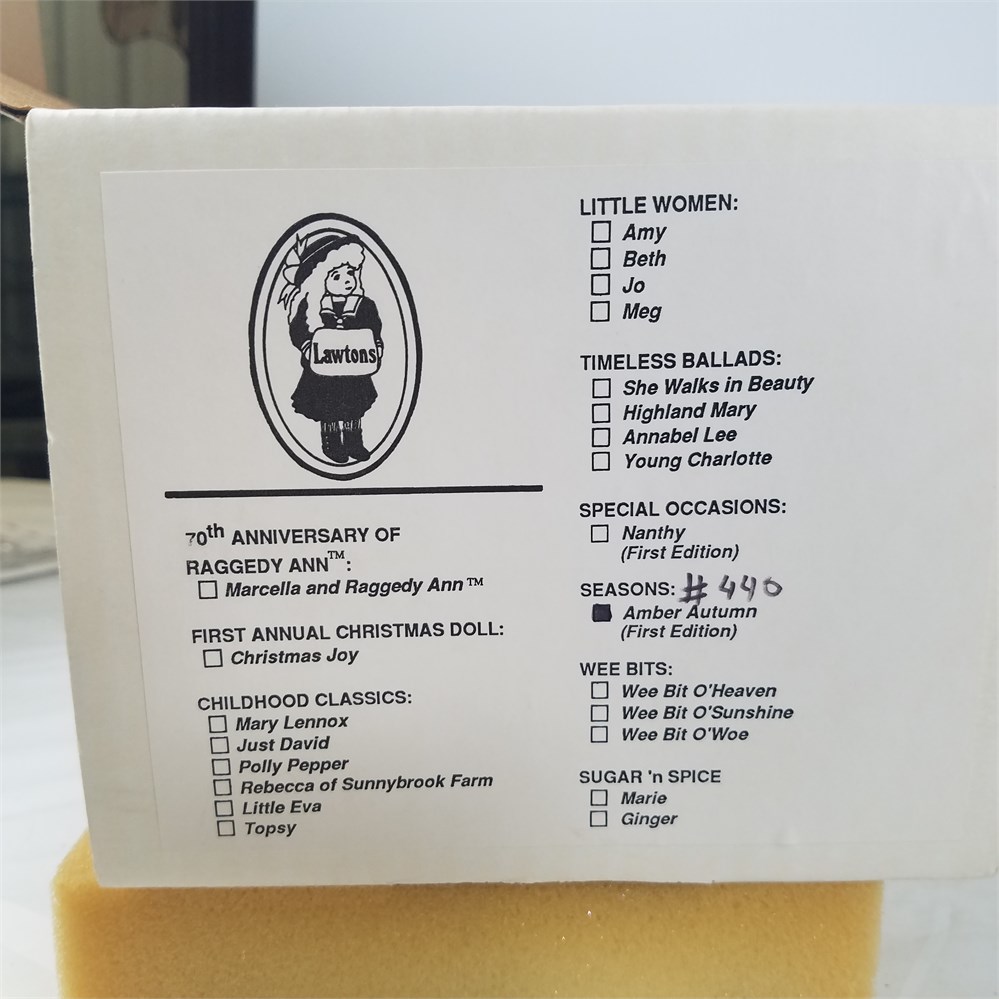 Lawtons
70th ANNIVERSARY OF
RAGGEDY ANN™:
Marcella and Raggedy Ann™
FIRST ANNUAL CHRISTMAS DOLL:
Christmas Joy
CHILDHOOD CLASSICS:
Mary Lennox
Just David
Polly Pepper
Rebecca of Sunnybrook Farm
Little Eva
Topsy
LITTLE WOMEN:
Amy
Beth
Jo
Meg
TIMELESS BALLADS:
She Walks in Beauty
Highland Mary
Annabel Lee
Young Charlotte
SPECIAL OCCASIONS:
Nanthy
(First Edition)
SEASONS: # 440
Amber Autumn
(First Edition)
WEE BITS:
Wee Bit O'Heaven
Wee Bit O'Sunshine
Wee Bit O'Woe
SUGAR 'n SPICE
Marie
Ginger